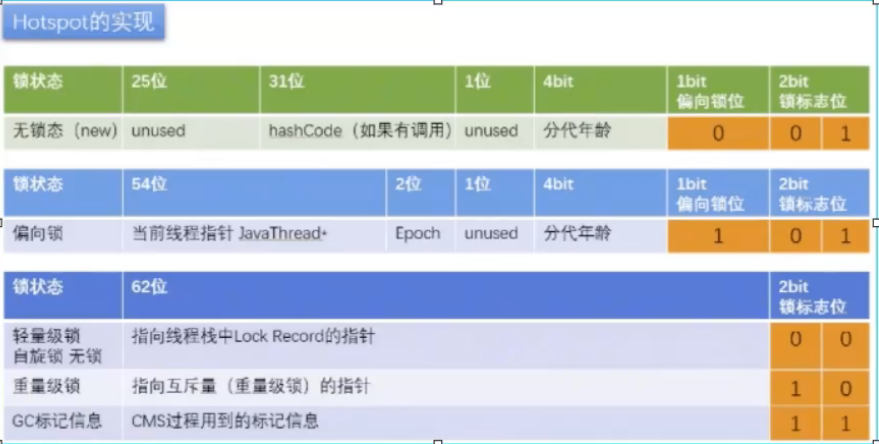 Hotspot的实现
锁状态 25位 31位 1位 4bit 1bit 偏向锁位 2bit 锁标志位
无锁态（new） unused hashCode（如果有调用） unused 分代年龄 0 0 1
锁状态 54位 2位 1位 4bit 1bit 偏向锁位 2bit 锁标志位
偏向锁 当前线程指针 JavaThread* Epoch unused 分代年龄 1 0 1
锁状态 62位 2bit 锁标志位
轻量级锁 自旋锁 无锁 指向线程栈中Lock Record的指针 0 0
重量级锁 指向互斥量（重量级锁）的指针 1 0
GC标记信息 CMS过程用到的标记信息 1 1